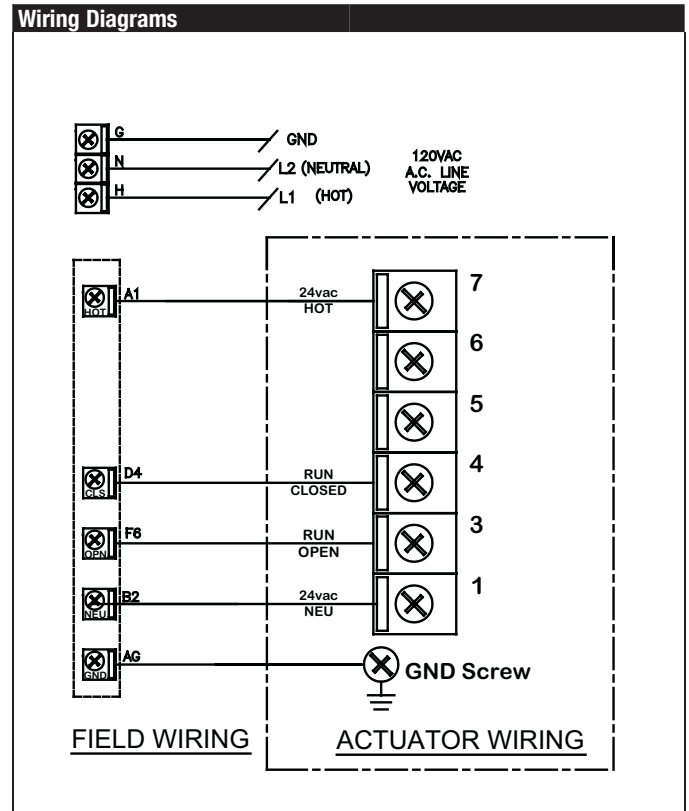 Wiring Diagrams
G GND
N L2 (NEUTRAL)
H L1 (HOT)
120VAC
A.C. LINE
VOLTAGE
HOT A1 24vac
HOT
7
6
5
CLS D4 RUN
CLOSED
4
OPN F6 RUN
OPEN
3
NEU B2 24vac
NEU
1
GND AG GND Screw
FIELD WIRING ACTUATOR WIRING